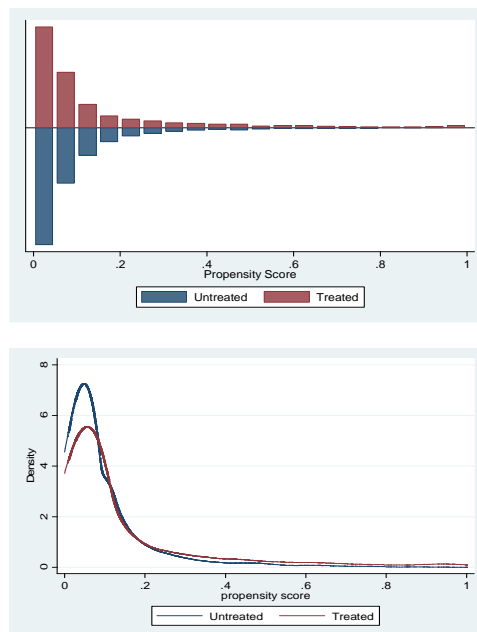 0 .2 .4 .6 .8 1
Propensity Score
Untreated Treated
8
6
4
2
0
Density
0 .2 .4 .6 .8 1
propensity score
Untreated Treated